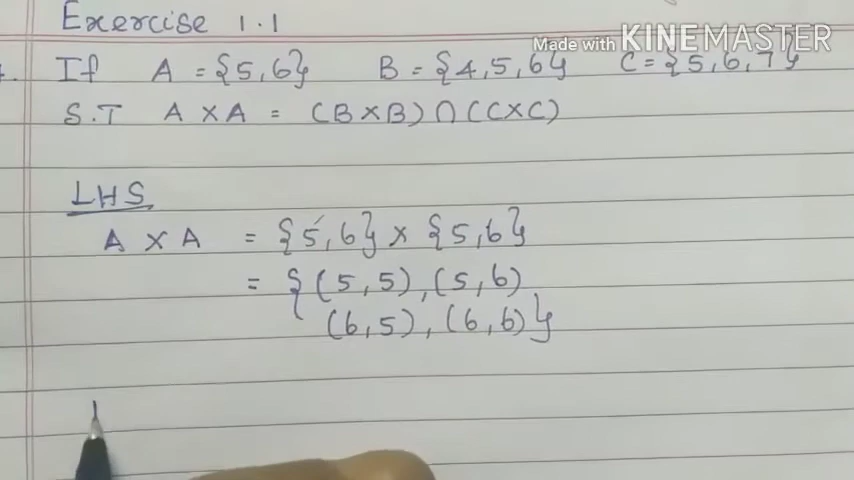 Exercise 1.1
Made with KINEMASTER
If A = {5,6} B = {4,5,6} C = {5,6,7}
S.T A × A = (B×B) ∩ (C×C)
LHS
A × A = {5,6} × {5,6}
= {(5,5), (5,6)
(6,5), (6,6)}